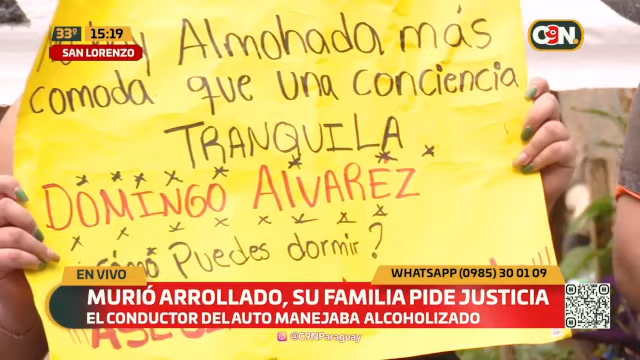 33º 15:19
SAN LORENZO
C9N
Almohada más
comoda que una conciencia
TRANQUILA
DOMINGO ALVAREZ
¿Cómo Puedes dormir?
EN VIVO
WHATSAPP (0985) 30 01 09
MURIÓ ARROLLADO, SU FAMILIA PIDE JUSTICIA
EL CONDUCTOR DEL AUTO MANEJABA ALCOHOLIZADO
@C9NParaguay